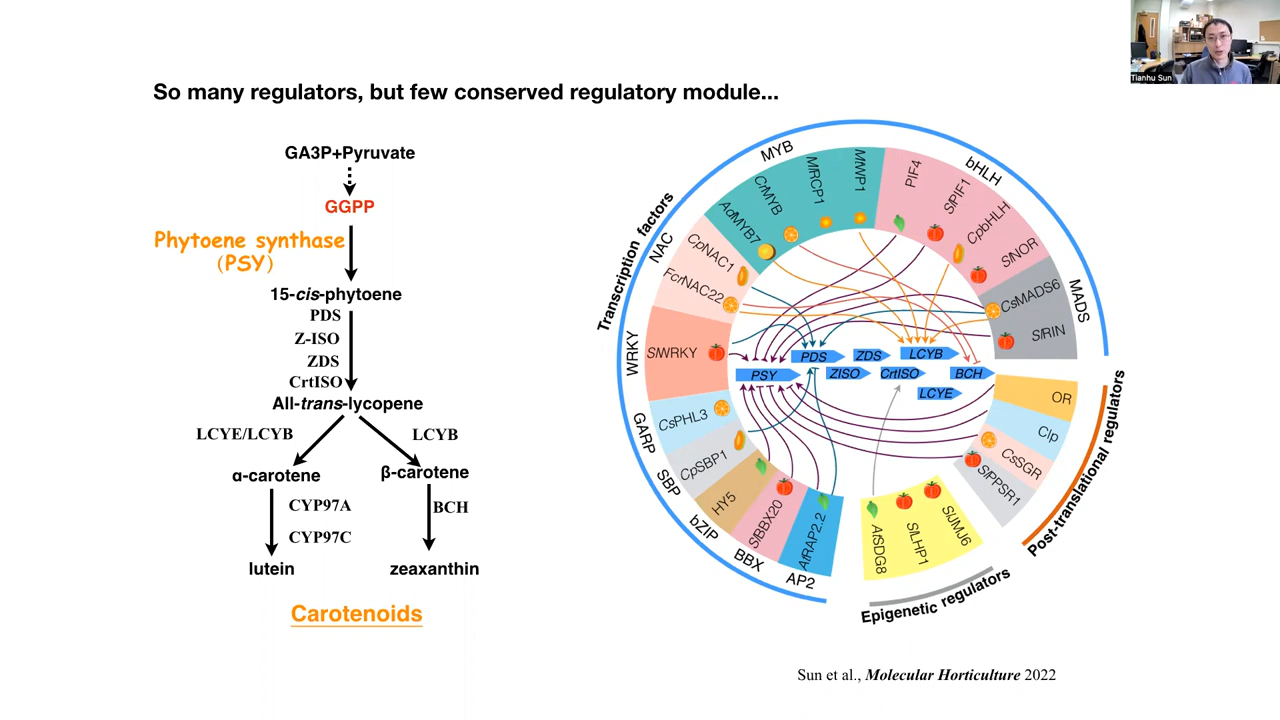 Tianhu Sun
So many regulators, but few conserved regulatory module...
GA3P+Pyruvate
GGPP
Phytoene synthase
(PSY)
15-cis-phytoene
PDS
Z-ISO
ZDS
CrtISO
All-trans-lycopene
LCYE/LCYB
LCYB
α-carotene
β-carotene
CYP97A
BCH
CYP97C
lutein
zeaxanthin
Carotenoids
Transcription factors
MYB
bHLH
MADS
NAC
WRKY
GARP
SBP
bZIP
BBX
AP2
AdMYB7
CrMYB
MlRCP1
MtWP1
PIF4
SlPIF1
CpbHLH
SlNOR
CsMADS6
SlRIN
CpNAC1
FcrNAC22
SlWRKY
CsPHL3
CpSBP1
HY5
SlBBX20
AtRAP2.2
PDS
ZDS
LCYB
PSY
ZISO
CrtISO
BCH
LCYE
OR
Clp
CsSGR
SlPPSR1
Post-translational regulators
AtSDG8
SlLHP1
SlJMJ6
Epigenetic regulators
Sun et al., Molecular Horticulture 2022